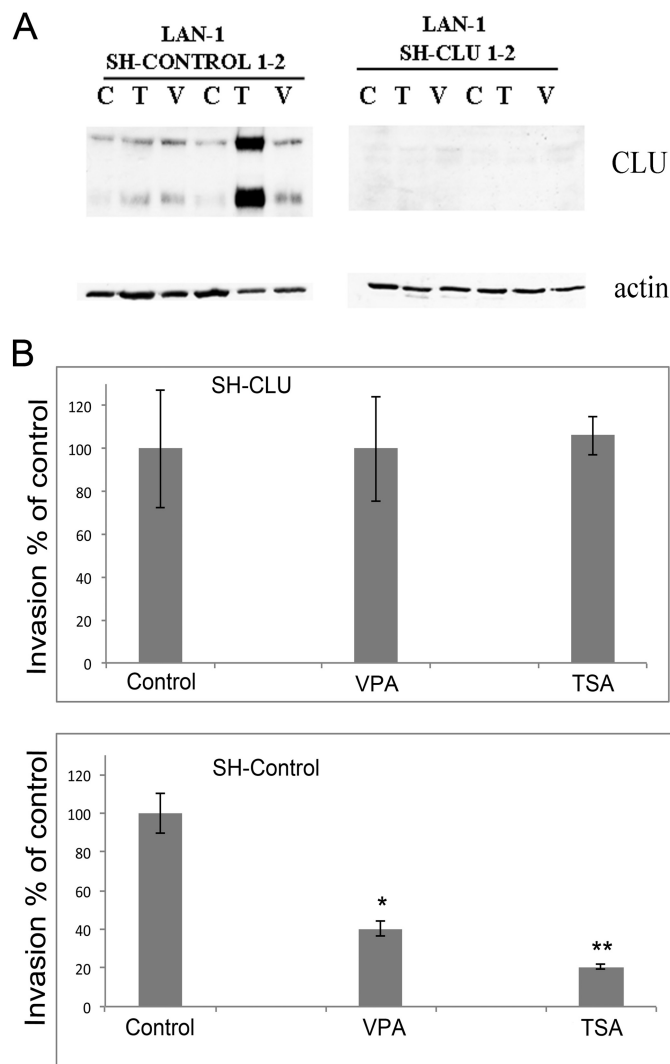 A
LAN-1
SH-CONTROL 1-2
C T V C T V
LAN-1
SH-CLU 1-2
C T V C T V
CLU
actin
B
SH-CLU
Invasion % of control
120
100
80
60
40
20
0
Control VPA TSA
SH-Control
Invasion % of control
120
100
80
60
40
20
0
*
**
Control VPA TSA